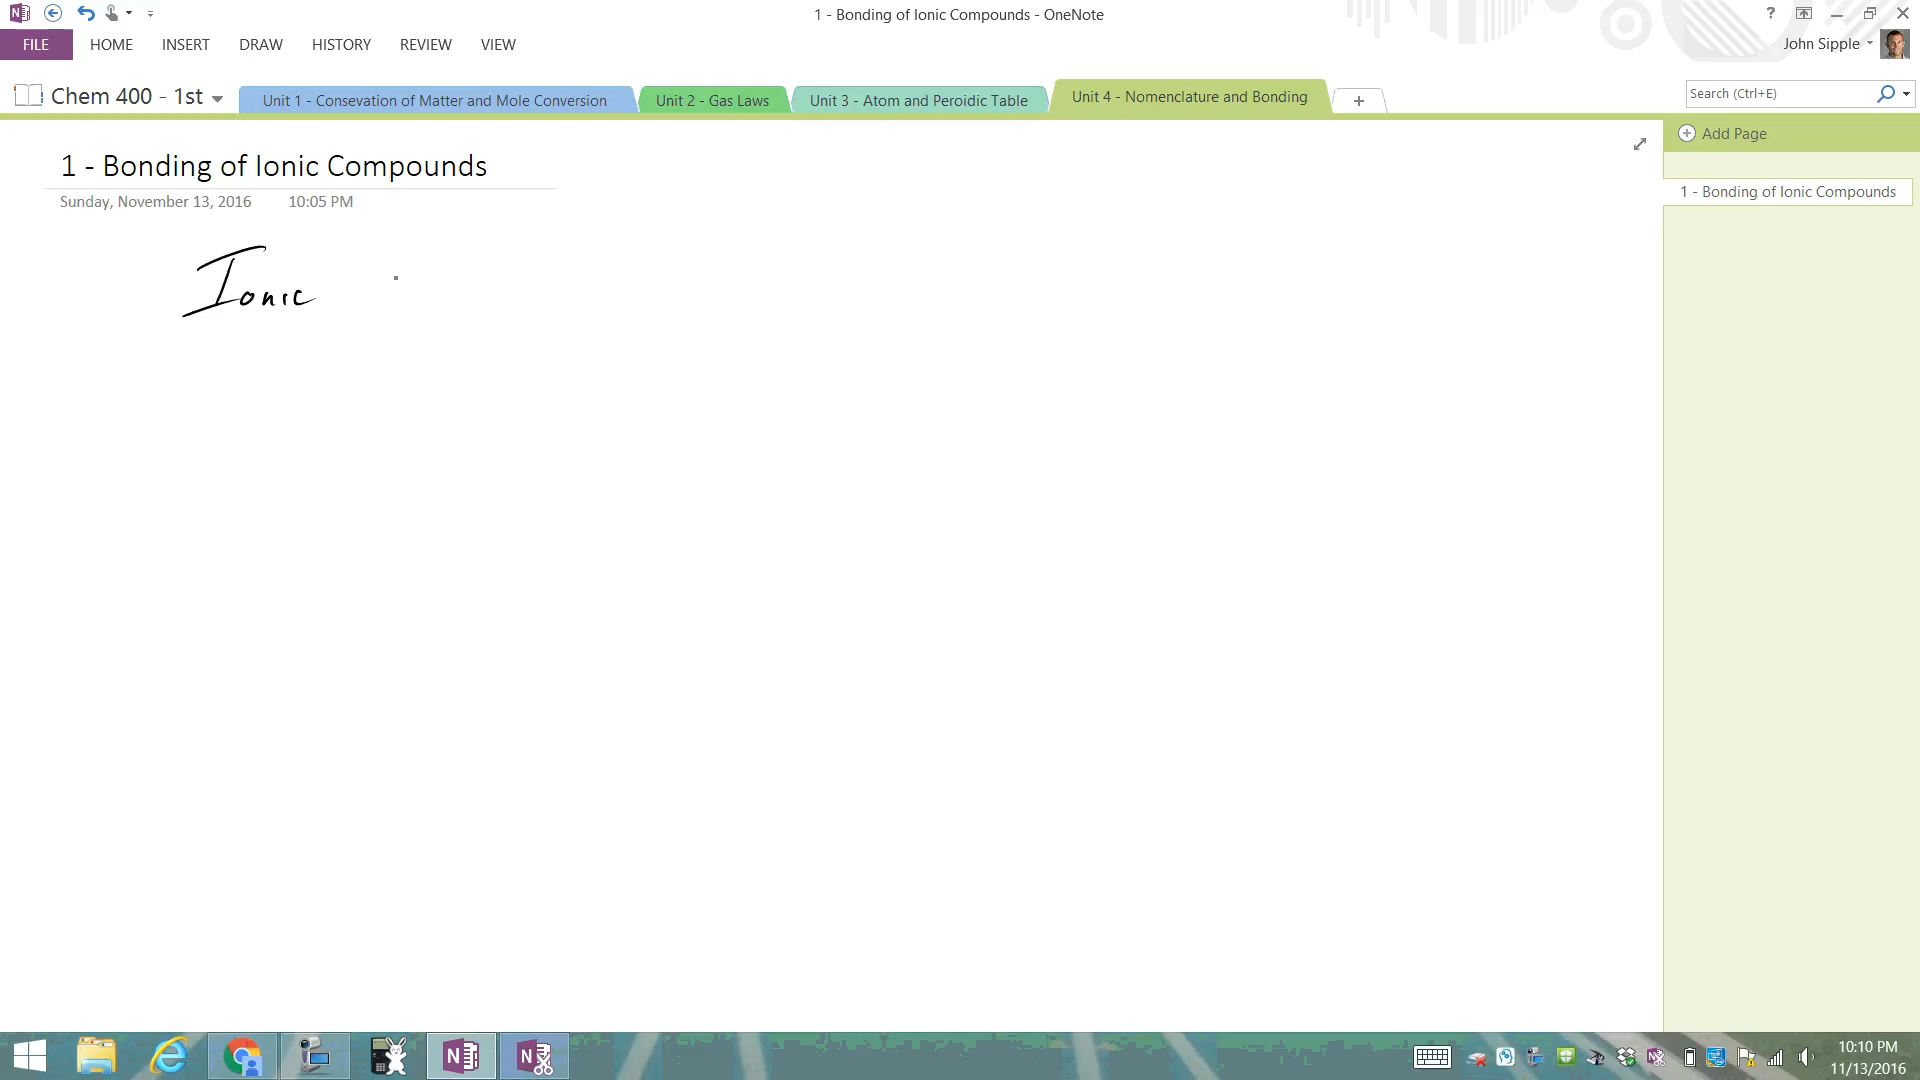 1 - Bonding of Ionic Compounds - OneNote
?
FILE HOME INSERT DRAW HISTORY REVIEW VIEW
John Sipple
Chem 400 - 1st
Unit 1 - Consevation of Matter and Mole Conversion
Unit 2 - Gas Laws
Unit 3 - Atom and Peroidic Table
Unit 4 - Nomenclature and Bonding
+
Search (Ctrl+E)
Add Page
1 - Bonding of Ionic Compounds
1 - Bonding of Ionic Compounds
Sunday, November 13, 2016 10:05 PM
Ionic
10:10 PM
11/13/2016